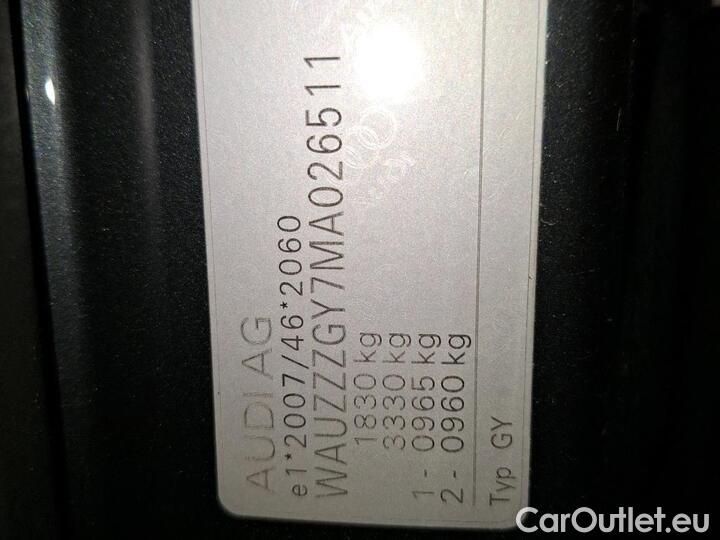 AUDI AG
e1*2007/46*2060
WAUZZZGY7MA026511
1830 kg
3330 kg
1 - 0965 kg
2 - 0960 kg
Typ GY
CarOutlet.eu